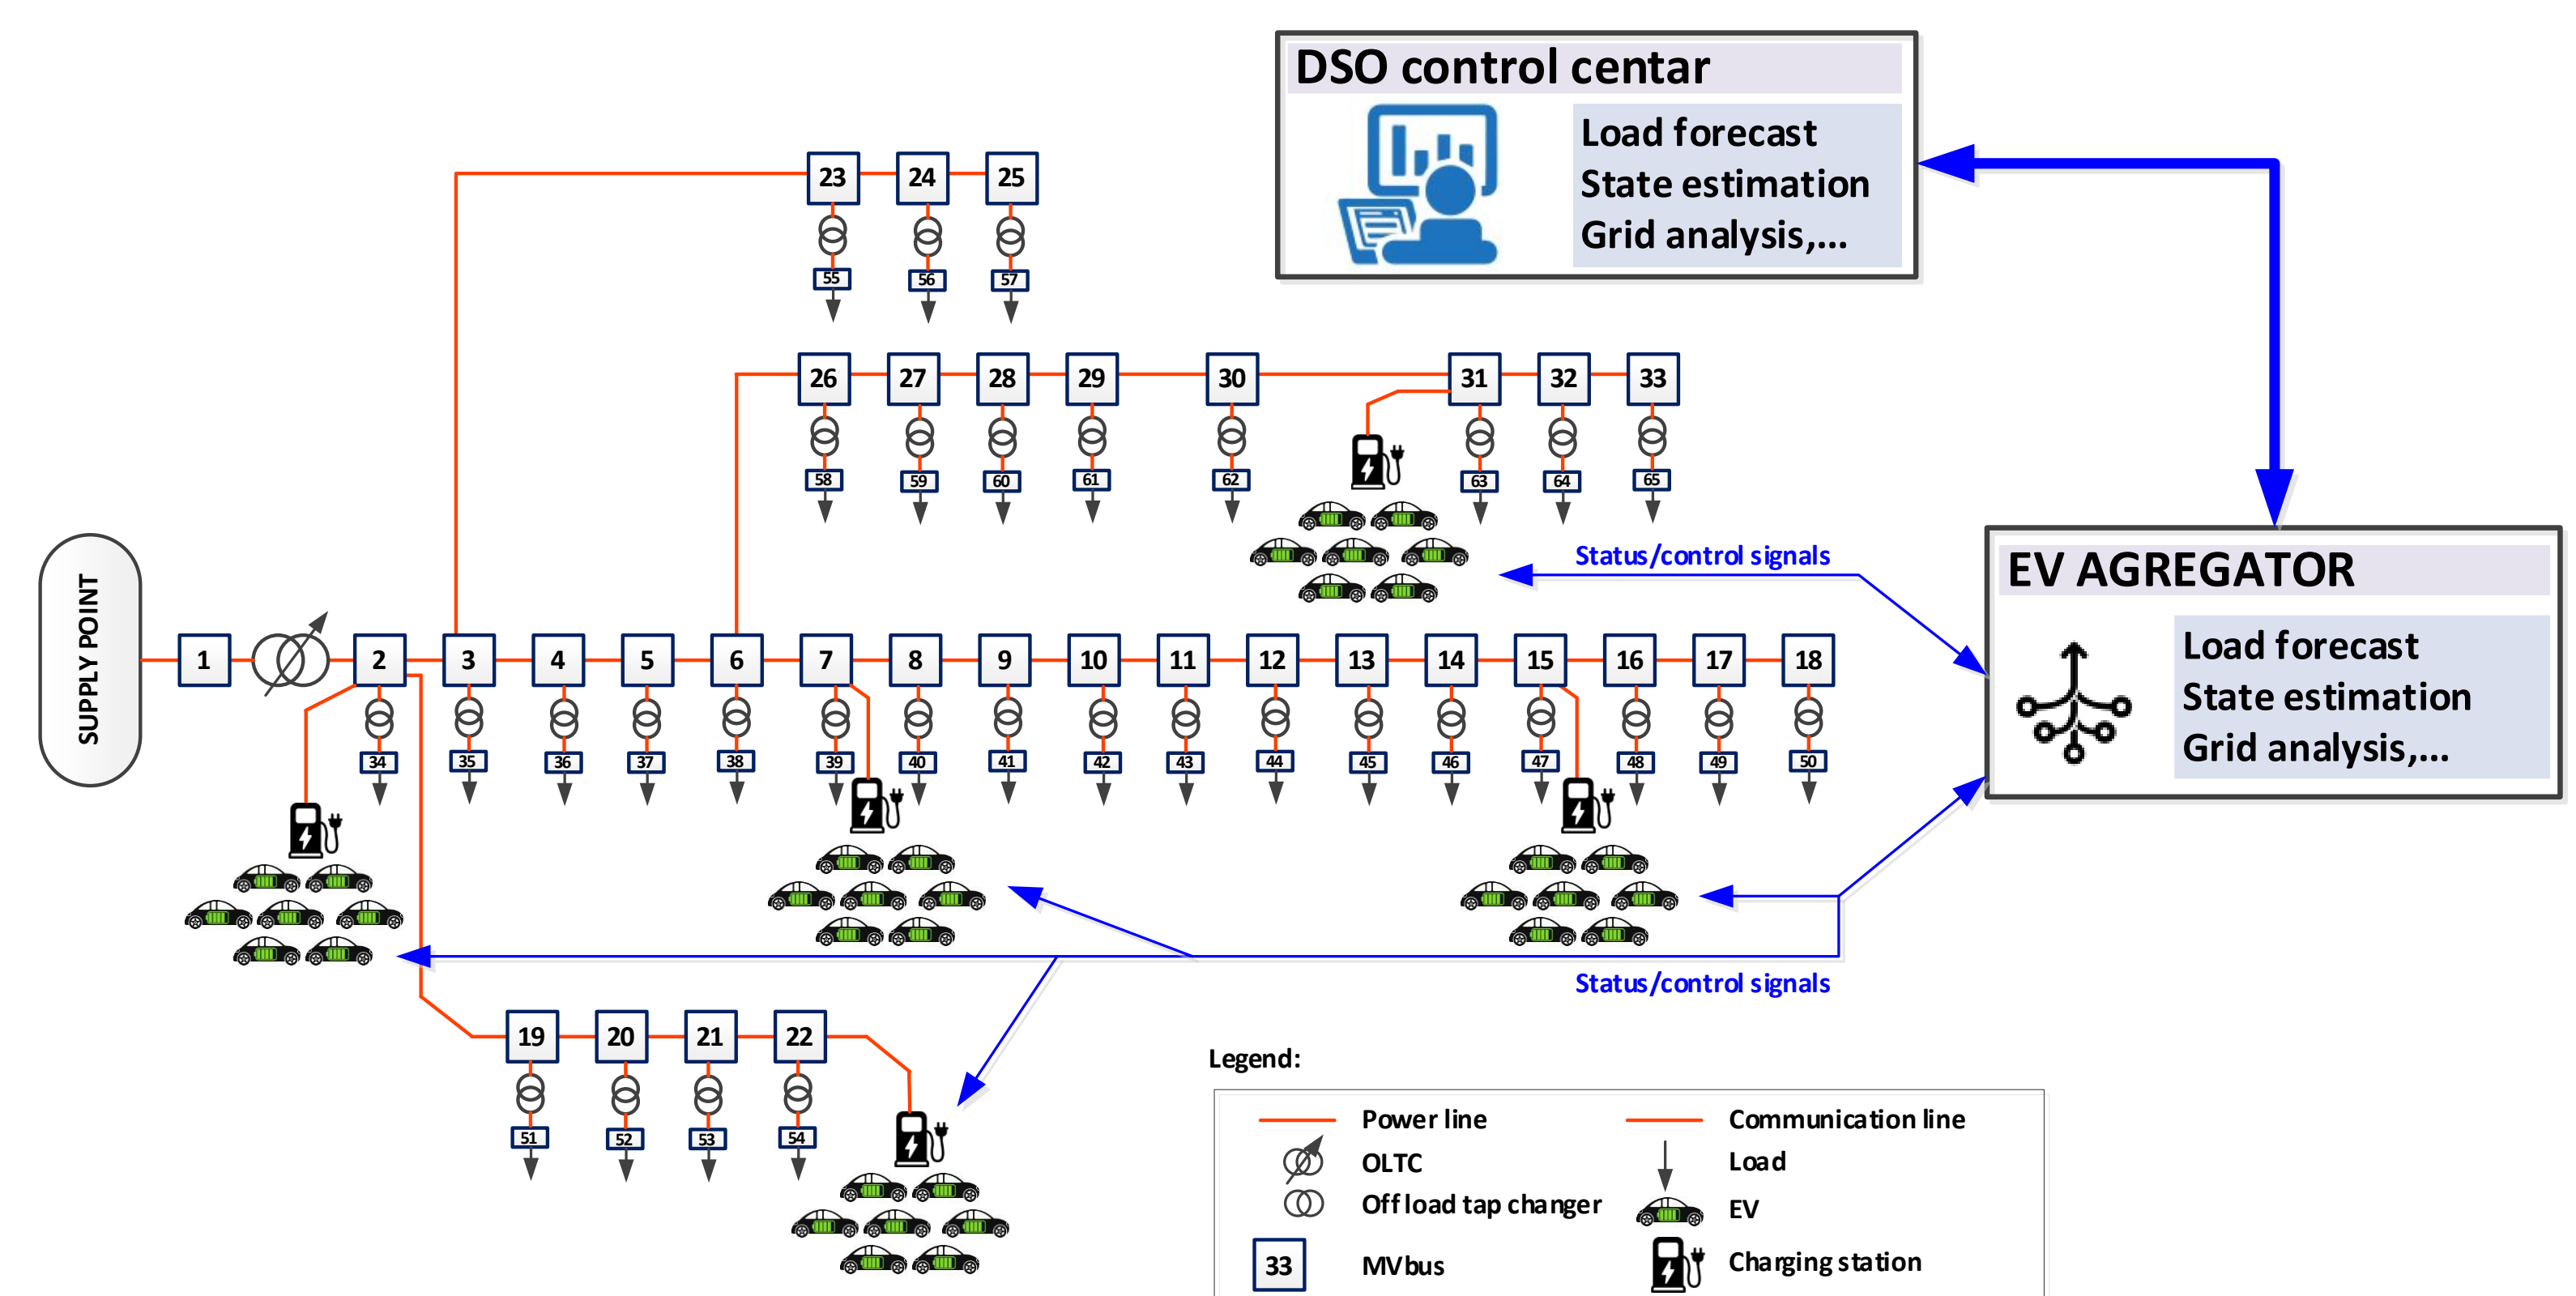 DSO control centar
Load forecast
State estimation
Grid analysis,...
23 24 25
55 56 57
26 27 28 29 30 31 32 33
58 59 60 61 62 63 64 65
Status/control signals
EV AGREGATOR
Load forecast
State estimation
Grid analysis,...
SUPPLY POINT
1 2 3 4 5 6 7 8 9 10 11 12 13 14 15 16 17 18
34 35 36 37 38 39 40 41 42 43 44 45 46 47 48 49 50
Status/control signals
19 20 21 22
51 52 53 54
Legend:
Power line
Communication line
OLTC
Load
Off load tap changer
EV
33
MV bus
Charging station